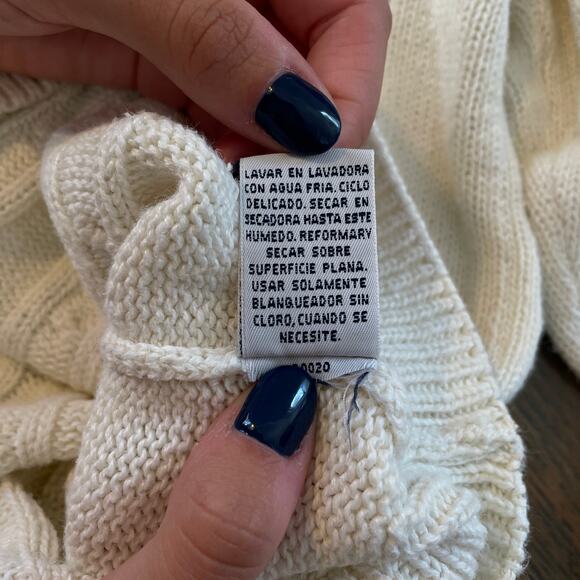 LAVAR EN LAVADORA
CON AGUA FRIA. CICLO
DELICADO. SECAR EN
SECADORA HASTA ESTE
HUMEDO. REFORMARY
SECAR SOBRE
SUPERFICIE PLANA.
USAR SOLAMENTE
BLANQUEADOR SIN
CLORO, CUANDO SE
NECESITE.